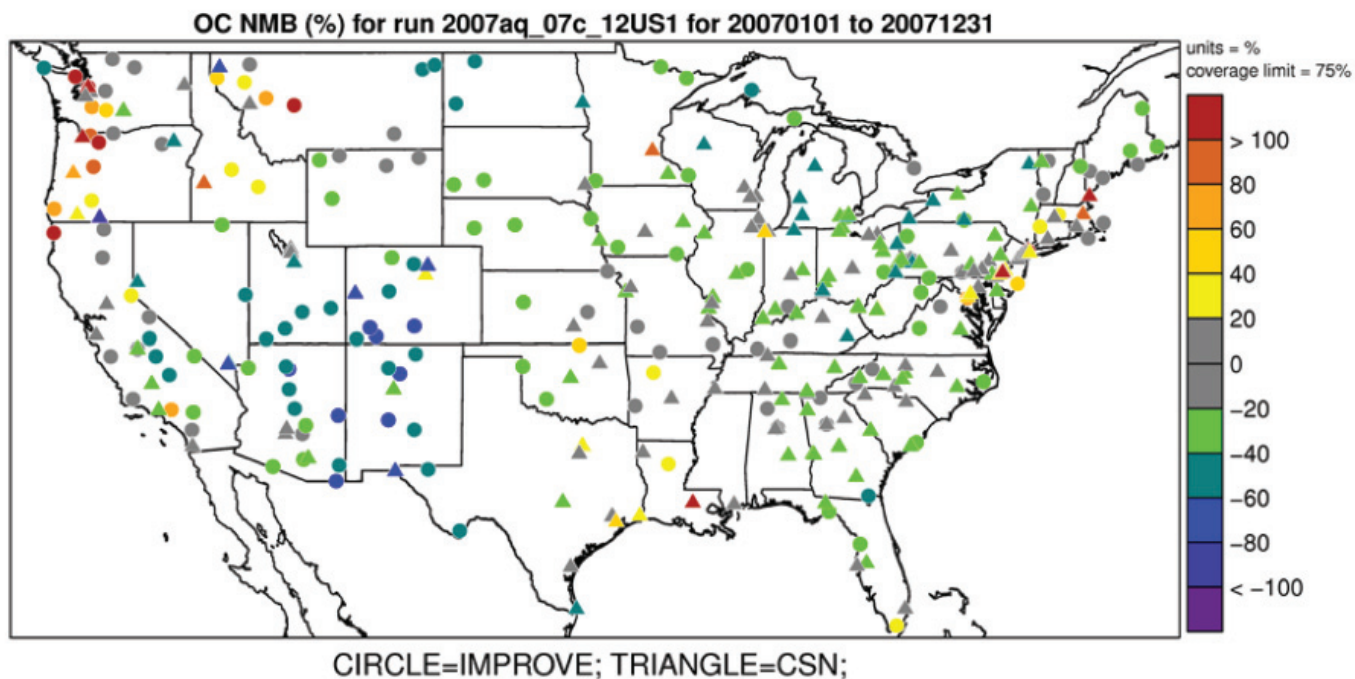 OC NMB (%) for run 2007aq_07c_12US1 for 20070101 to 20071231
units = %
coverage limit = 75%
> 100
80
60
40
20
0
−20
−40
−60
−80
< −100
CIRCLE=IMPROVE; TRIANGLE=CSN;